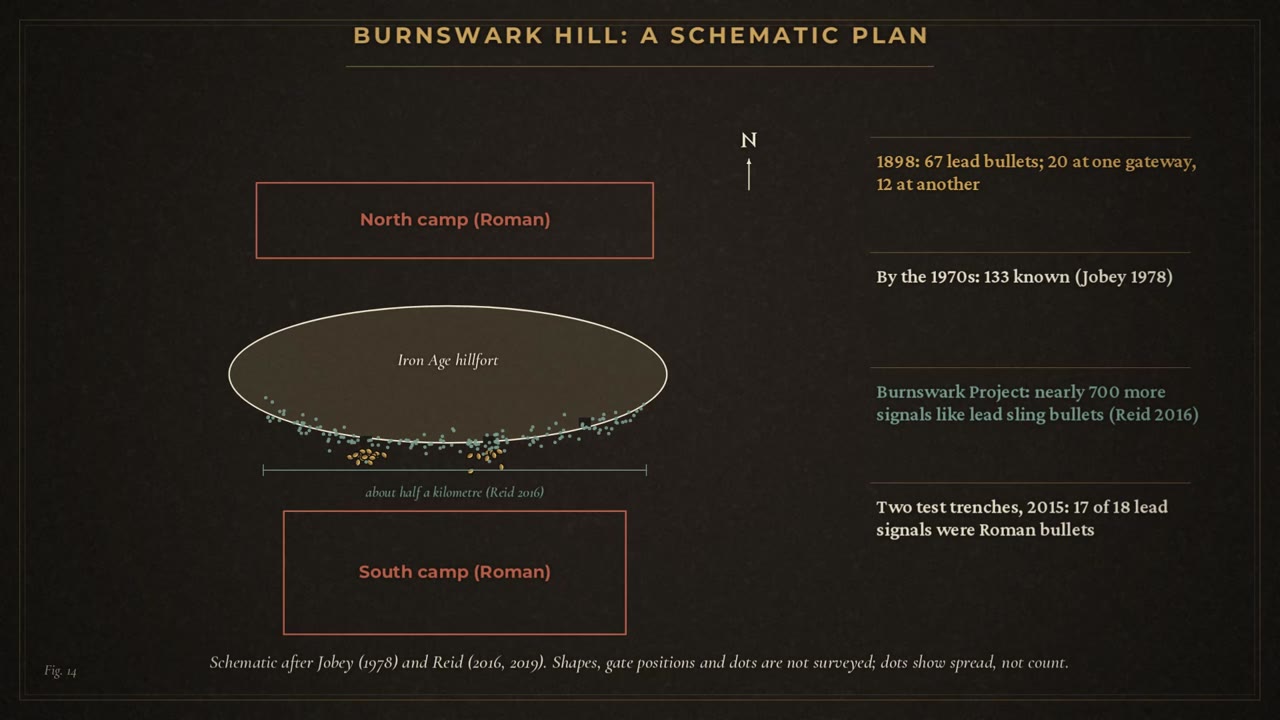 BURNSWARK HILL: A SCHEMATIC PLAN
N
North camp (Roman)
Iron Age hillfort
about half a kilometre (Reid 2016)
South camp (Roman)
1898: 67 lead bullets; 20 at one gateway,
12 at another
By the 1970s: 133 known (Jobey 1978)
Burnswark Project: nearly 700 more
signals like lead sling bullets (Reid 2016)
Two test trenches, 2015: 17 of 18 lead
signals were Roman bullets
Schematic after Jobey (1978) and Reid (2016, 2019). Shapes, gate positions and dots are not surveyed; dots show spread, not count.
Fig. 14